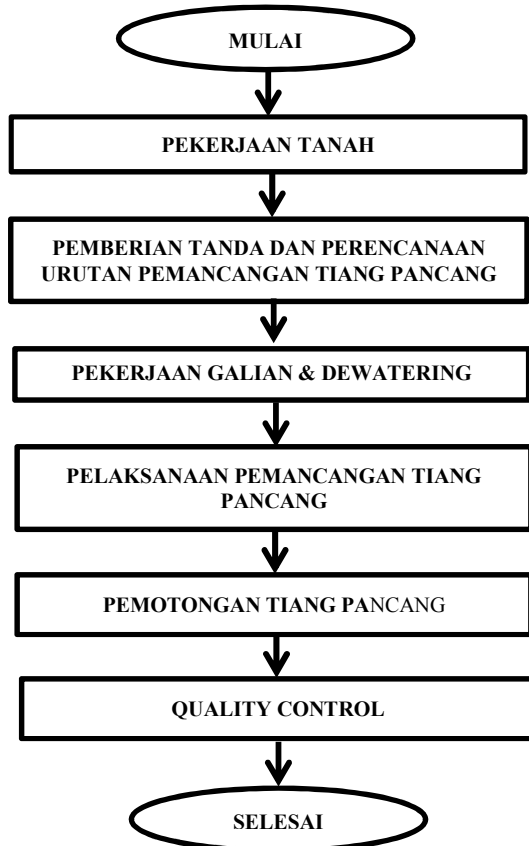 MULAI
PEKERJAAN TANAH
PEMBERIAN TANDA DAN PERENCANAAN
URUTAN PEMANCANGAN TIANG PANCANG
PEKERJAAN GALIAN & DEWATERING
PELAKSANAAN PEMANCANGAN TIANG
PANCANG
PEMOTONGAN TIANG PANCANG
QUALITY CONTROL
SELESAI